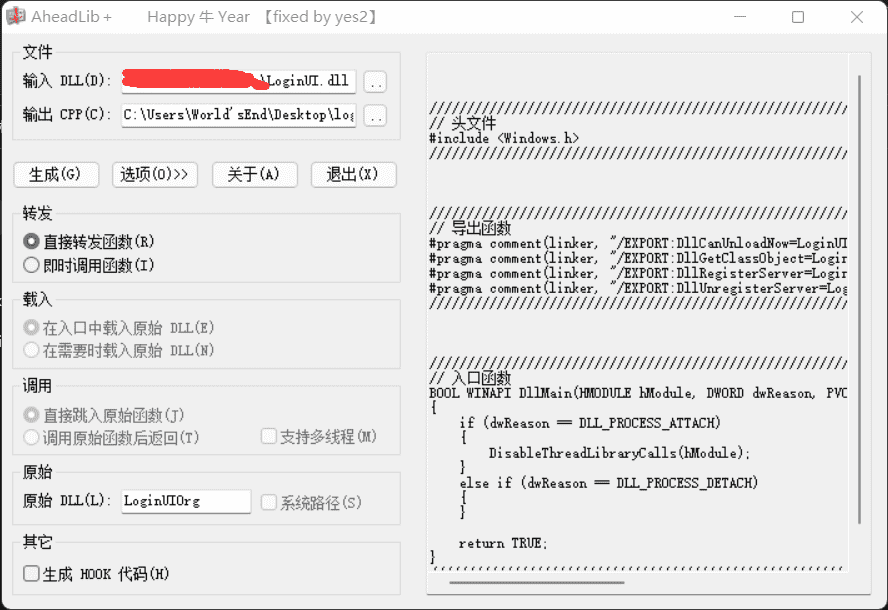 AheadLib + Happy 牛 Year 【fixed by yes2】
文件
输入 DLL(D): \LoginUI.dll ..
输出 CPP(C): C:\Users\World'sEnd\Desktop\log ..
生成(G) 选项(O)>> 关于(A) 退出(X)
转发
直接转发函数(R)
即时调用函数(I)
载入
在入口中载入原始 DLL(E)
在需要时载入原始 DLL(N)
调用
直接跳入原始函数(J)
调用原始函数后返回(T) 支持多线程(M)
原始
原始 DLL(L): LoginUIOrg 系统路径(S)
其它
生成 HOOK 代码(H)
////////////////////////////////////////////////////////
// 头文件
#include <Windows.h>
////////////////////////////////////////////////////////
////////////////////////////////////////////////////////
// 导出函数
#pragma comment(linker, "/EXPORT:DllCanUnloadNow=LoginUI
#pragma comment(linker, "/EXPORT:DllGetClassObject=Login
#pragma comment(linker, "/EXPORT:DllRegisterServer=Login
#pragma comment(linker, "/EXPORT:DllUnregisterServer=Log
////////////////////////////////////////////////////////
////////////////////////////////////////////////////////
// 入口函数
BOOL WINAPI DllMain(HMODULE hModule, DWORD dwReason, PVO
{
if (dwReason == DLL_PROCESS_ATTACH)
{
DisableThreadLibraryCalls(hModule);
}
else if (dwReason == DLL_PROCESS_DETACH)
{
}
return TRUE;
}